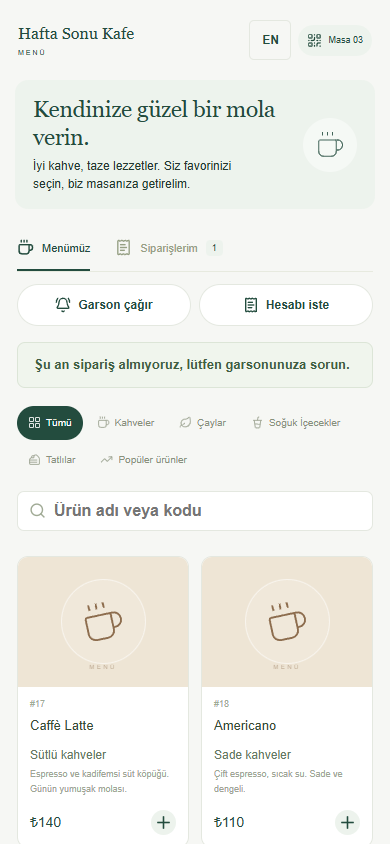 Hafta Sonu Kafe
MENÜ
EN
Masa 03
Kendinize güzel bir mola
verin.
İyi kahve, taze lezzetler. Siz favorinizi
seçin, biz masanıza getirelim.
Menümüz
Siparişlerim
1
Garson çağır
Hesabı iste
Şu an sipariş almıyoruz, lütfen garsonunuza sorun.
Tümü
Kahveler
Çaylar
Soğuk İçecekler
Tatlılar
Popüler ürünler
Ürün adı veya kodu
MENÜ
MENÜ
#17
Caffè Latte
Sütlü kahveler
Espresso ve kadifemsi süt köpüğü.
Günün yumuşak molası.
₺140
#18
Americano
Sade kahveler
Çift espresso, sıcak su. Sade ve
dengeli.
₺110